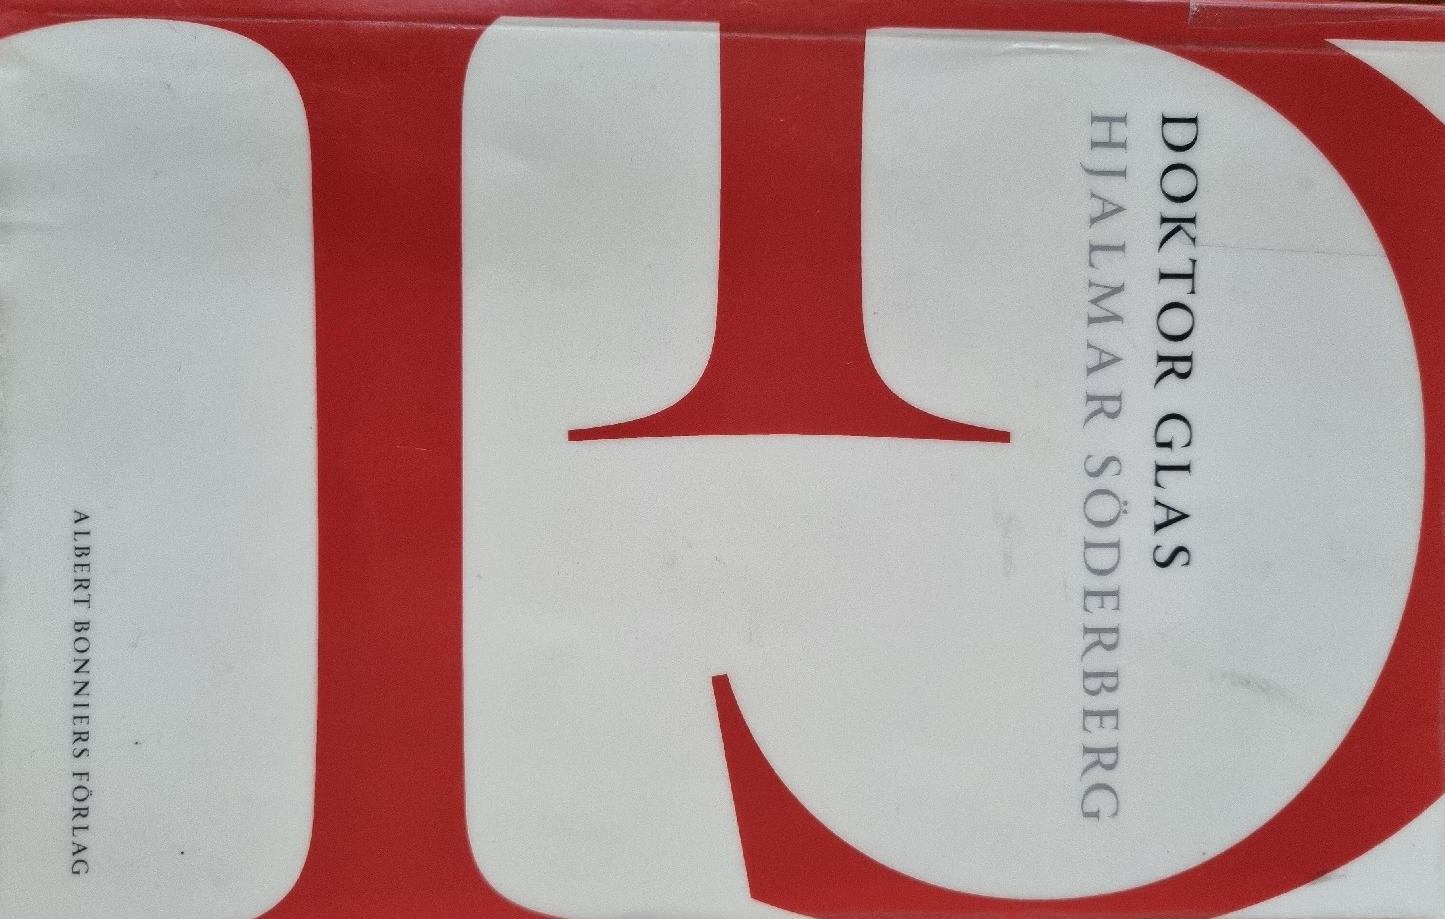 DOKTOR GLAS
HJALMAR SÖDERBERG
ALBERT BONNIERS FÖRLAG